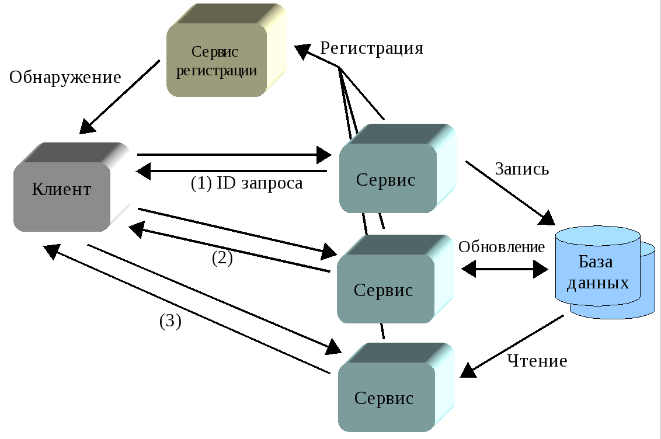 Сервис
регистрации
Регистрация
Обнаружение
Клиент
(1) ID запроса
Сервис
Запись
(2)
Сервис
Обновление
База
данных
(3)
Сервис
Чтение